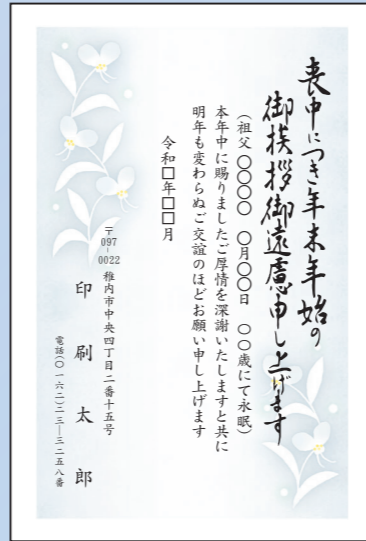 喪中につき年末年始の
御挨拶御遠慮申し上げます
（祖父 〇〇〇〇 〇月〇〇日 〇〇歳にて永眠）
本年中に賜りましたご厚情を深謝いたしますと共に
明年も変わらぬご交誼のほどお願い申し上げます
令和□年□□月
〒097-0022 稚内市中央四丁目二番十五号
印刷太郎
電話（〇一六二）二三―三二五八番